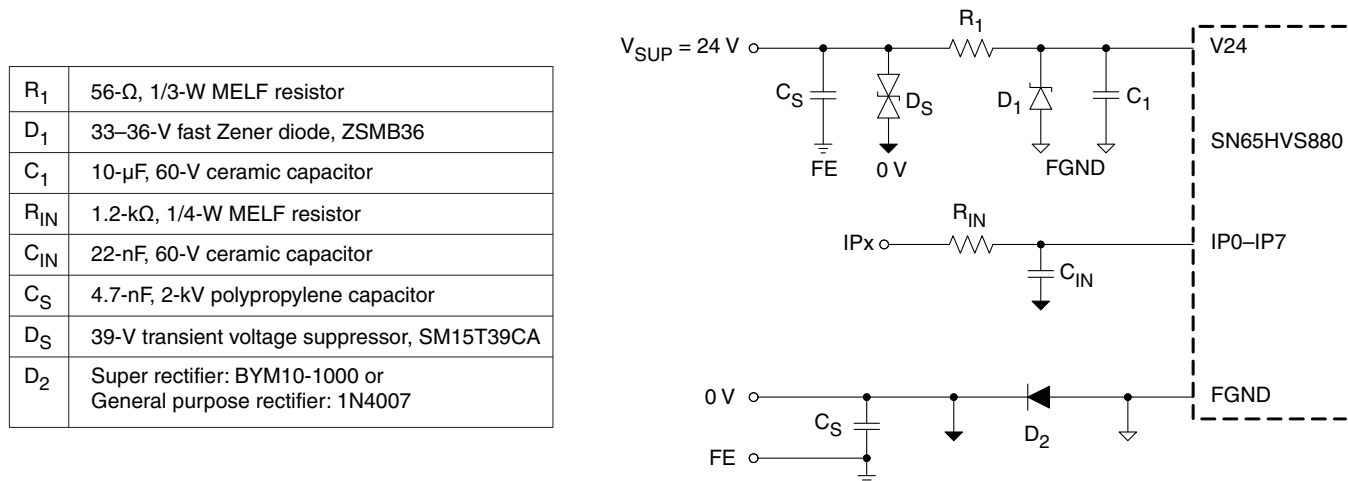 R1 56-Ω, 1/3-W MELF resistor
D1 33–36-V fast Zener diode, ZSMB36
C1 10-μF, 60-V ceramic capacitor
RIN 1.2-kΩ, 1/4-W MELF resistor
CIN 22-nF, 60-V ceramic capacitor
CS 4.7-nF, 2-kV polypropylene capacitor
DS 39-V transient voltage suppressor, SM15T39CA
D2 Super rectifier: BYM10-1000 or
General purpose rectifier: 1N4007
R1
VSUP = 24 V
V24
CS
DS
D1
C1
SN65HVS880
FE
0 V
FGND
RIN
IPx
IP0–IP7
CIN
0 V
FGND
CS
D2
FE